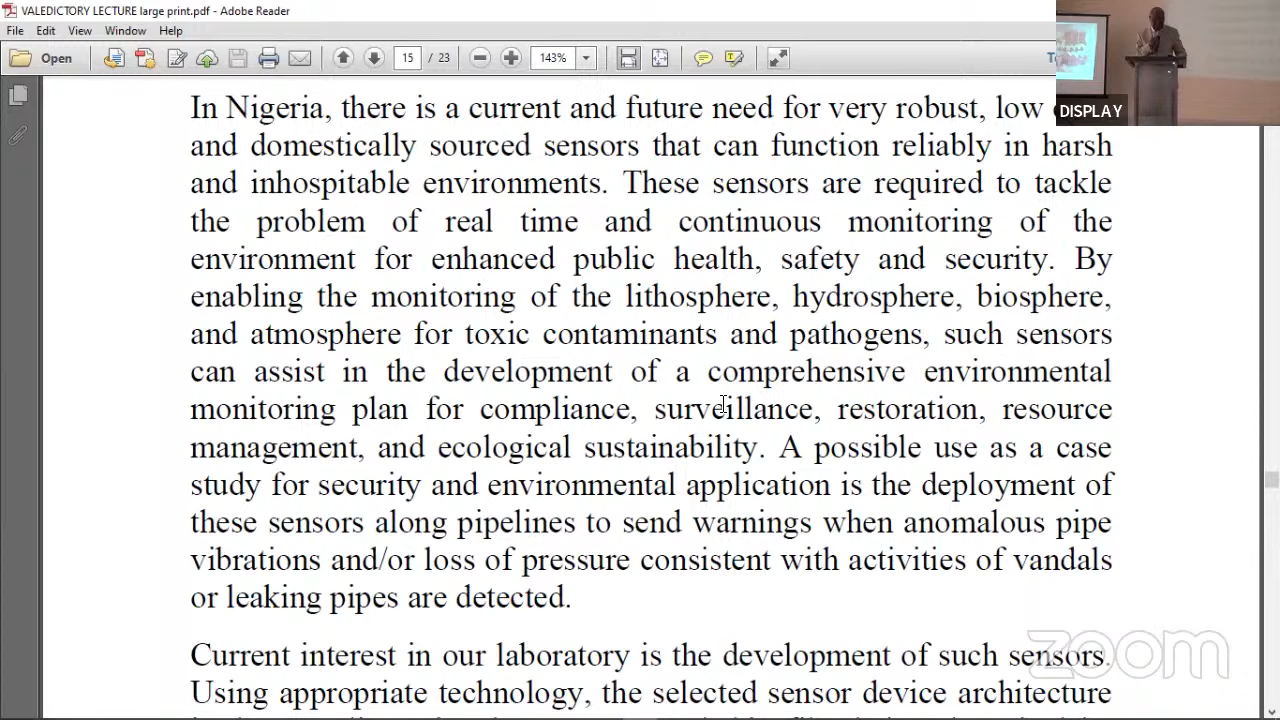 VALEDICTORY LECTURE large print.pdf - Adobe Reader
File Edit View Window Help
Open 15 / 23 143%
DISPLAY
In Nigeria, there is a current and future need for very robust, low
and domestically sourced sensors that can function reliably in harsh
and inhospitable environments. These sensors are required to tackle
the problem of real time and continuous monitoring of the
environment for enhanced public health, safety and security. By
enabling the monitoring of the lithosphere, hydrosphere, biosphere,
and atmosphere for toxic contaminants and pathogens, such sensors
can assist in the development of a comprehensive environmental
monitoring plan for compliance, surveillance, restoration, resource
management, and ecological sustainability. A possible use as a case
study for security and environmental application is the deployment of
these sensors along pipelines to send warnings when anomalous pipe
vibrations and/or loss of pressure consistent with activities of vandals
or leaking pipes are detected.
Current interest in our laboratory is the development of such sensors.
Using appropriate technology, the selected sensor device architecture
zoom